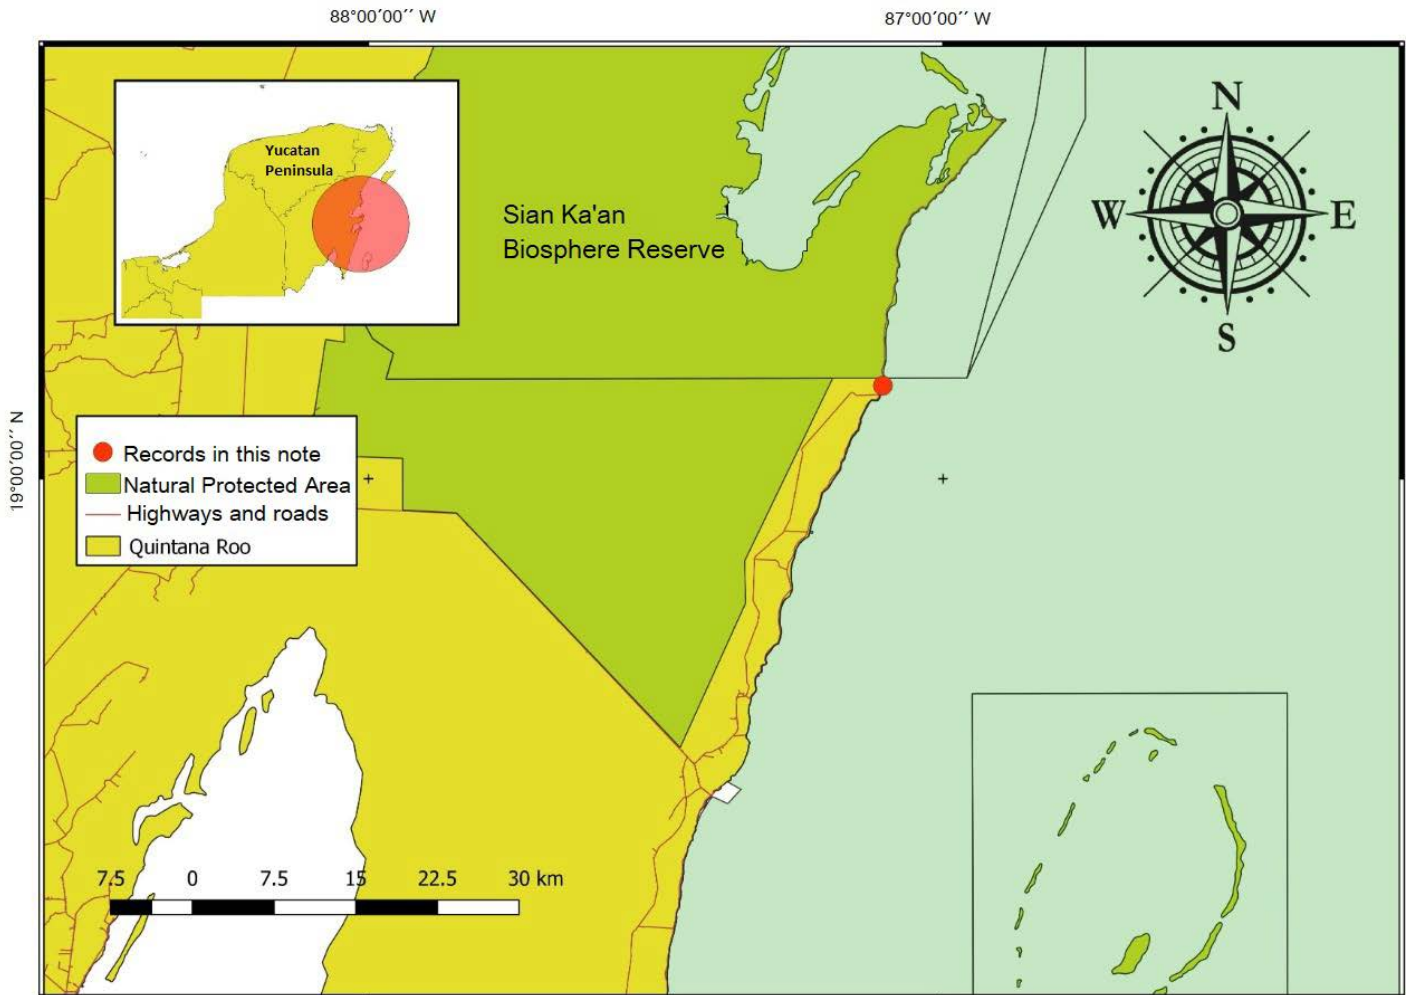 88°00′00″ W
87°00′00″ W
N
Yucatan
Peninsula
Sian Ka'an
Biosphere Reserve
W
E
S
19°00′00″ N
Records in this note
Natural Protected Area
Highways and roads
Quintana Roo
7.5 0 7.5 15 22.5 30 km